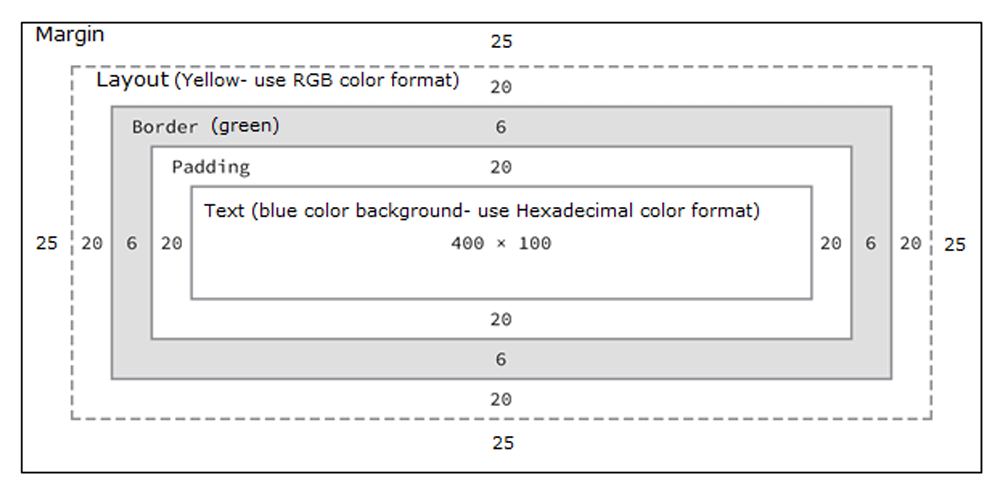 Margin
25
Layout (Yellow- use RGB color format)
20
Border (green)
6
Padding
20
Text (blue color background- use Hexadecimal color format)
25 20 6 20 400 × 100 20 6 20 25
20
6
20
25